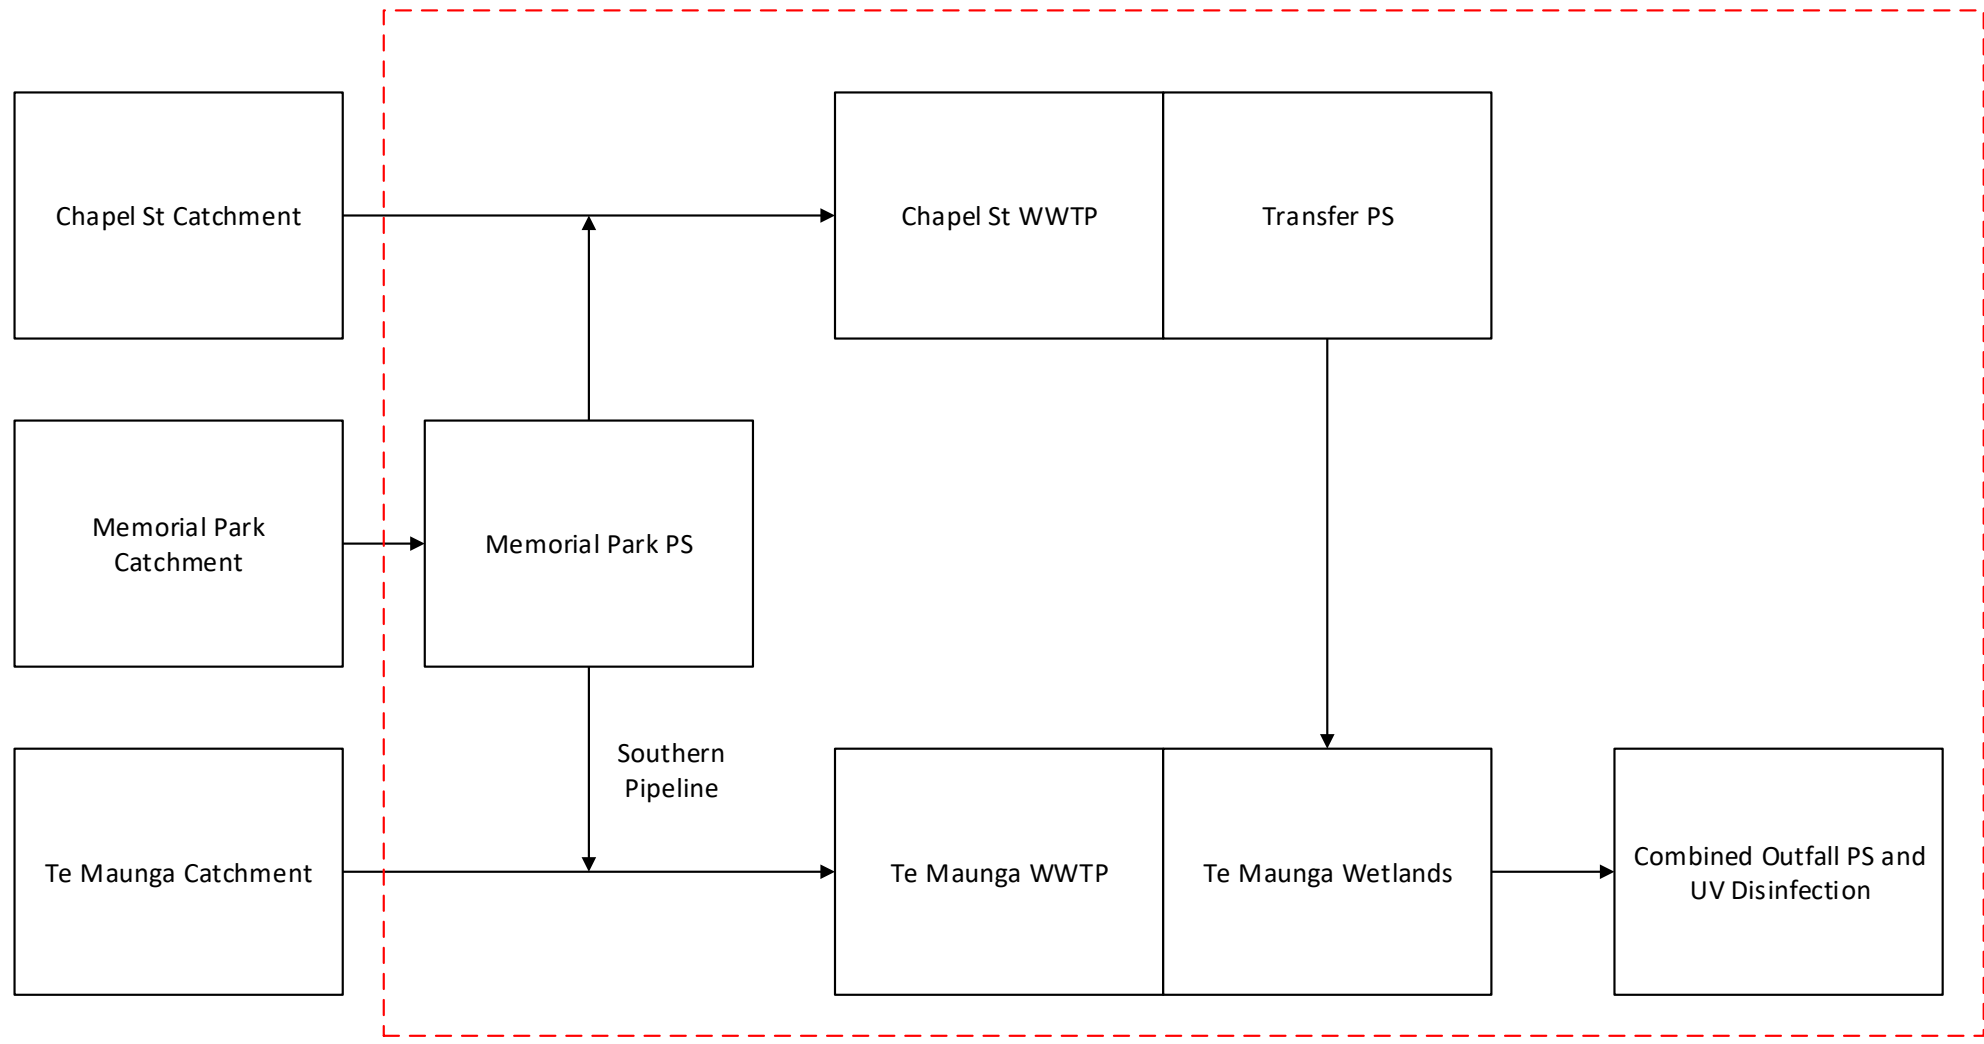 Chapel St Catchment
Chapel St WWTP
Transfer PS
Memorial Park
Catchment
Memorial Park PS
Southern
Pipeline
Te Maunga Catchment
Te Maunga WWTP
Te Maunga Wetlands
Combined Outfall PS and
UV Disinfection